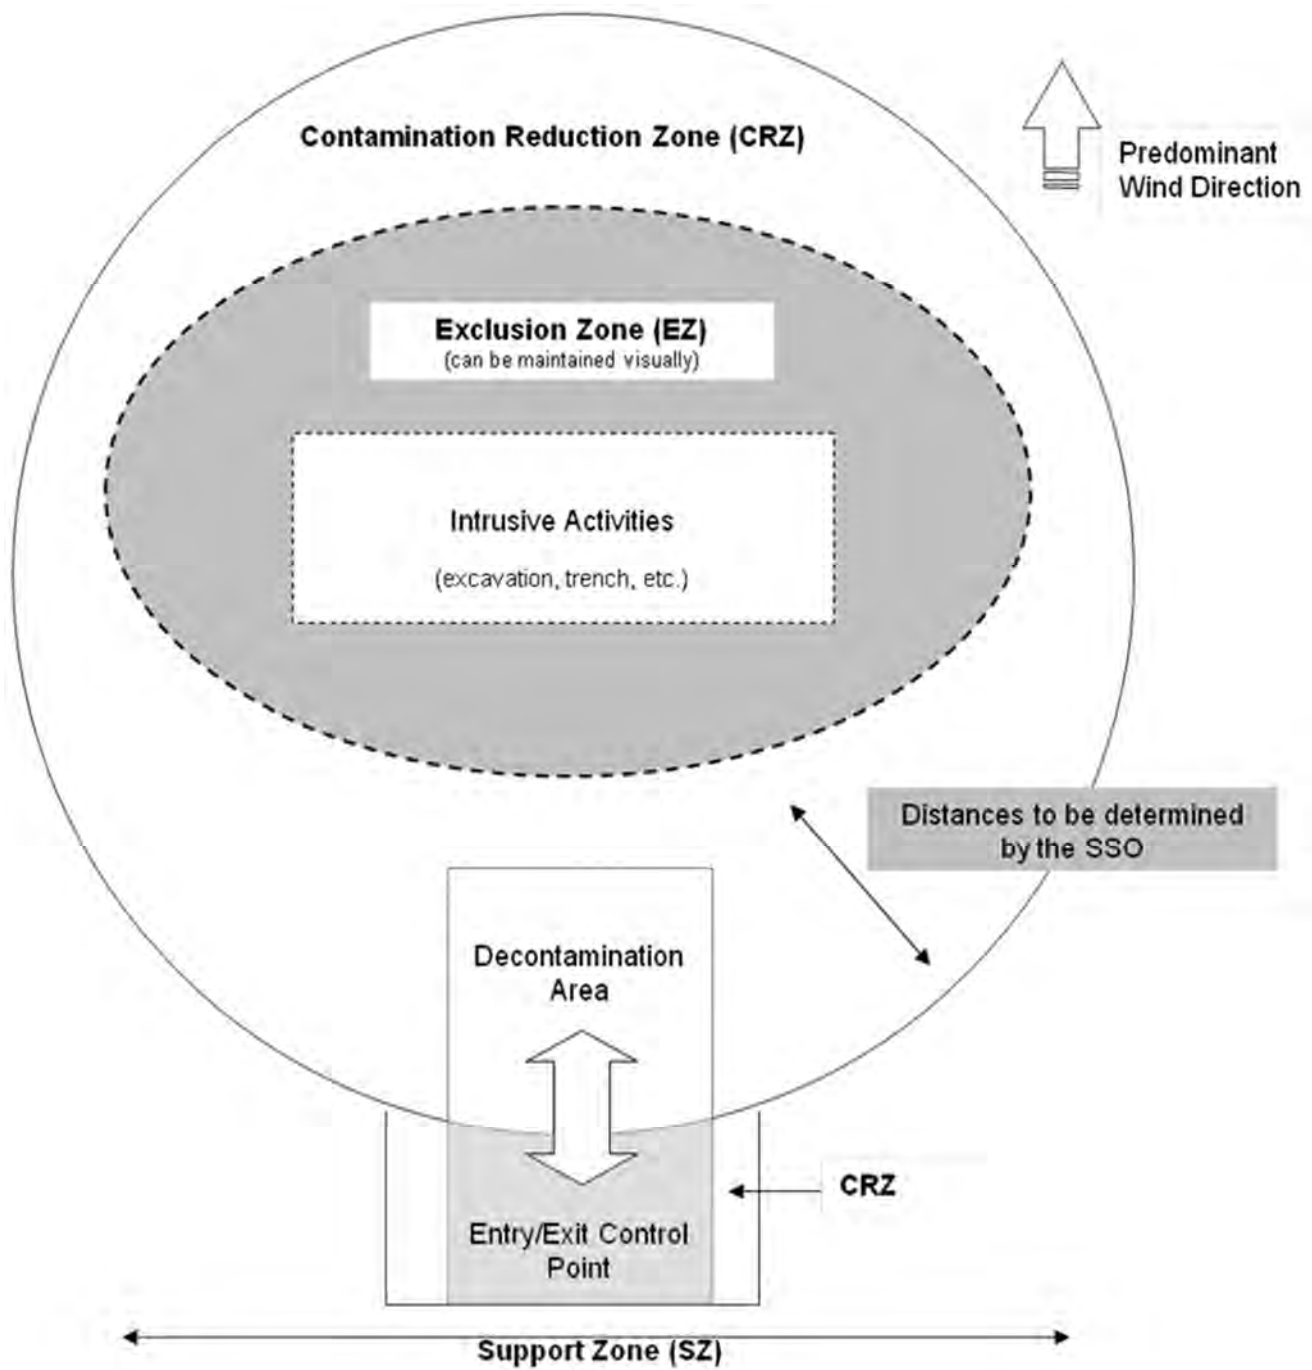 Contamination Reduction Zone (CRZ)
Predominant
Wind Direction
Exclusion Zone (EZ)
(can be maintained visually)
Intrusive Activities
(excavation, trench, etc.)
Distances to be determined
by the SSO
Decontamination
Area
CRZ
Entry/Exit Control
Point
Support Zone (SZ)